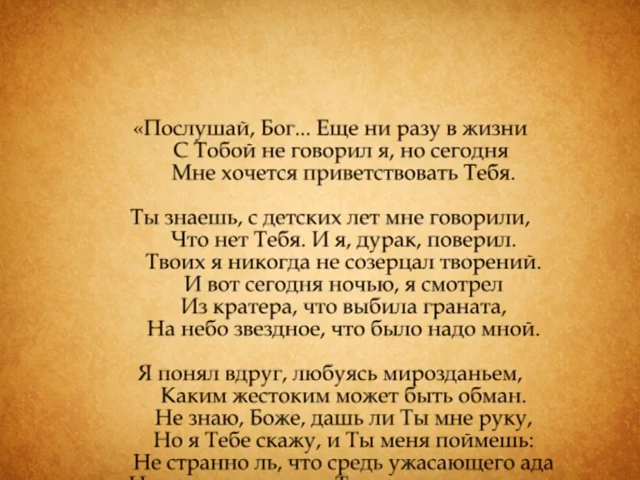 «Послушай, Бог... Еще ни разу в жизни
С Тобой не говорил я, но сегодня
Мне хочется приветствовать Тебя.
Ты знаешь, с детских лет мне говорили,
Что нет Тебя. И я, дурак, поверил.
Твоих я никогда не созерцал творений.
И вот сегодня ночью, я смотрел
Из кратера, что выбила граната,
На небо звездное, что было надо мной.
Я понял вдруг, любуясь мирозданьем,
Каким жестоким может быть обман.
Не знаю, Боже, дашь ли Ты мне руку,
Но я Тебе скажу, и Ты меня поймешь:
Не странно ль, что средь ужасающего ада